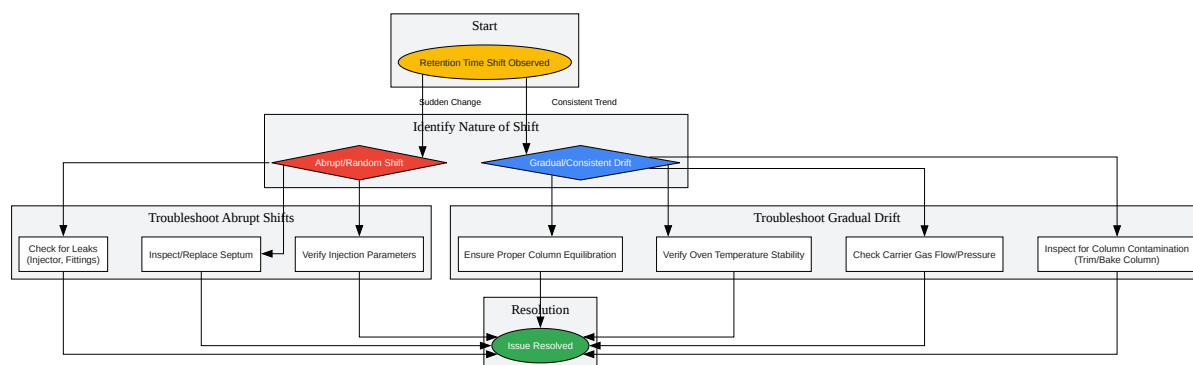 Start
Retention Time Shift Observed
Sudden Change
Consistent Trend
Identify Nature of Shift
Abrupt/Random Shift
Gradual/Consistent Drift
Troubleshoot Abrupt Shifts
Troubleshoot Gradual Drift
Check for Leaks
(Injector, Fittings)
Inspect/Replace Septum
Verify Injection Parameters
Ensure Proper Column Equilibration
Verify Oven Temperature Stability
Check Carrier Gas Flow/Pressure
Inspect for Column Contamination
(Trim/Bake Column)
Resolution
Issue Resolved